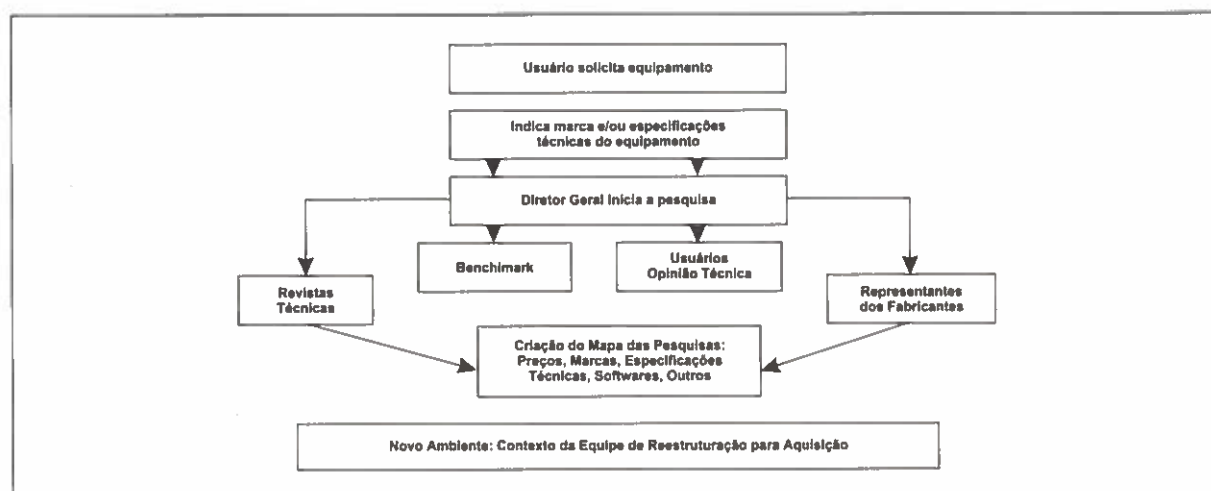 Usuário solicita equipamento
Indica marca e/ou especificações
técnicas do equipamento
Diretor Geral inicia a pesquisa
Benchimark
Usuários
Opinião Técnica
Revistas
Técnicas
Representantes
dos Fabricantes
Criação do Mapa das Pesquisas:
Preços, Marcas, Especificações
Técnicas, Softwares, Outros
Novo Ambiente: Contexto da Equipe de Reestruturação para Aquisição